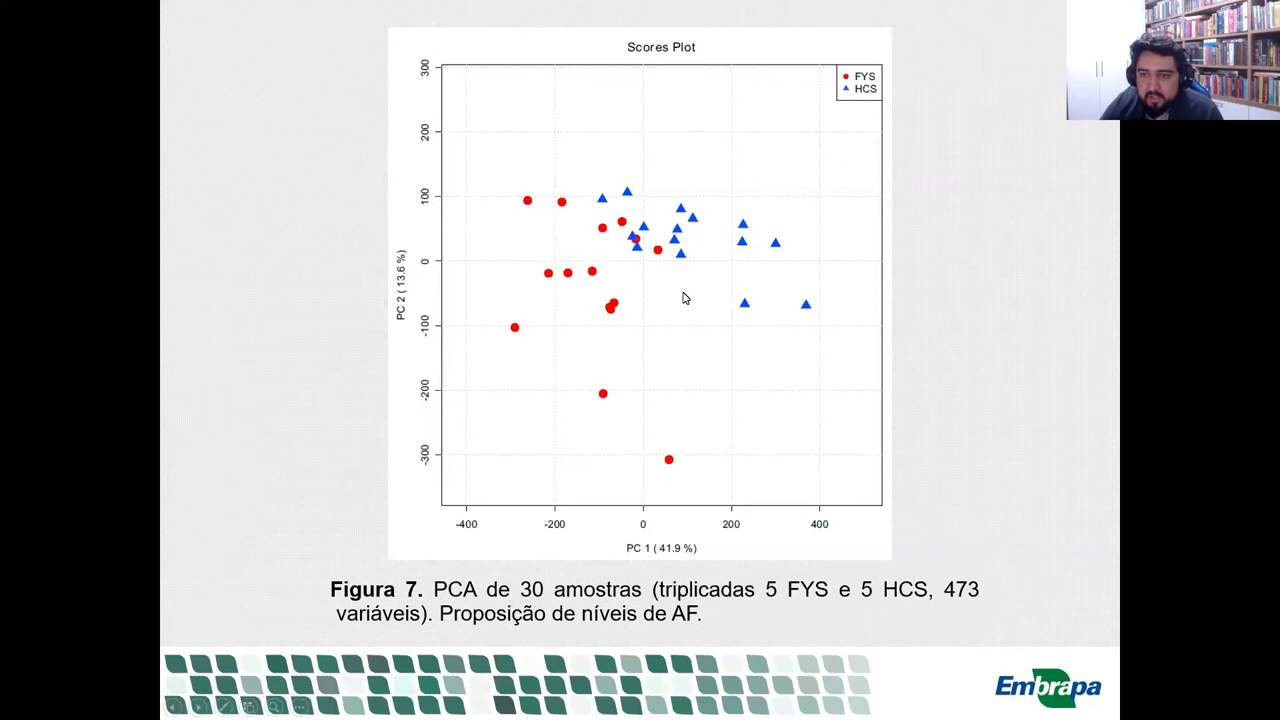 Scores Plot
FYS
HCS
300
200
100
0
-100
-200
-300
PC 2 ( 13.6 %)
-400 -200 0 200 400
PC 1 ( 41.9 %)
Figura 7. PCA de 30 amostras (triplicadas 5 FYS e 5 HCS, 473
variáveis). Proposição de níveis de AF.
Embrapa